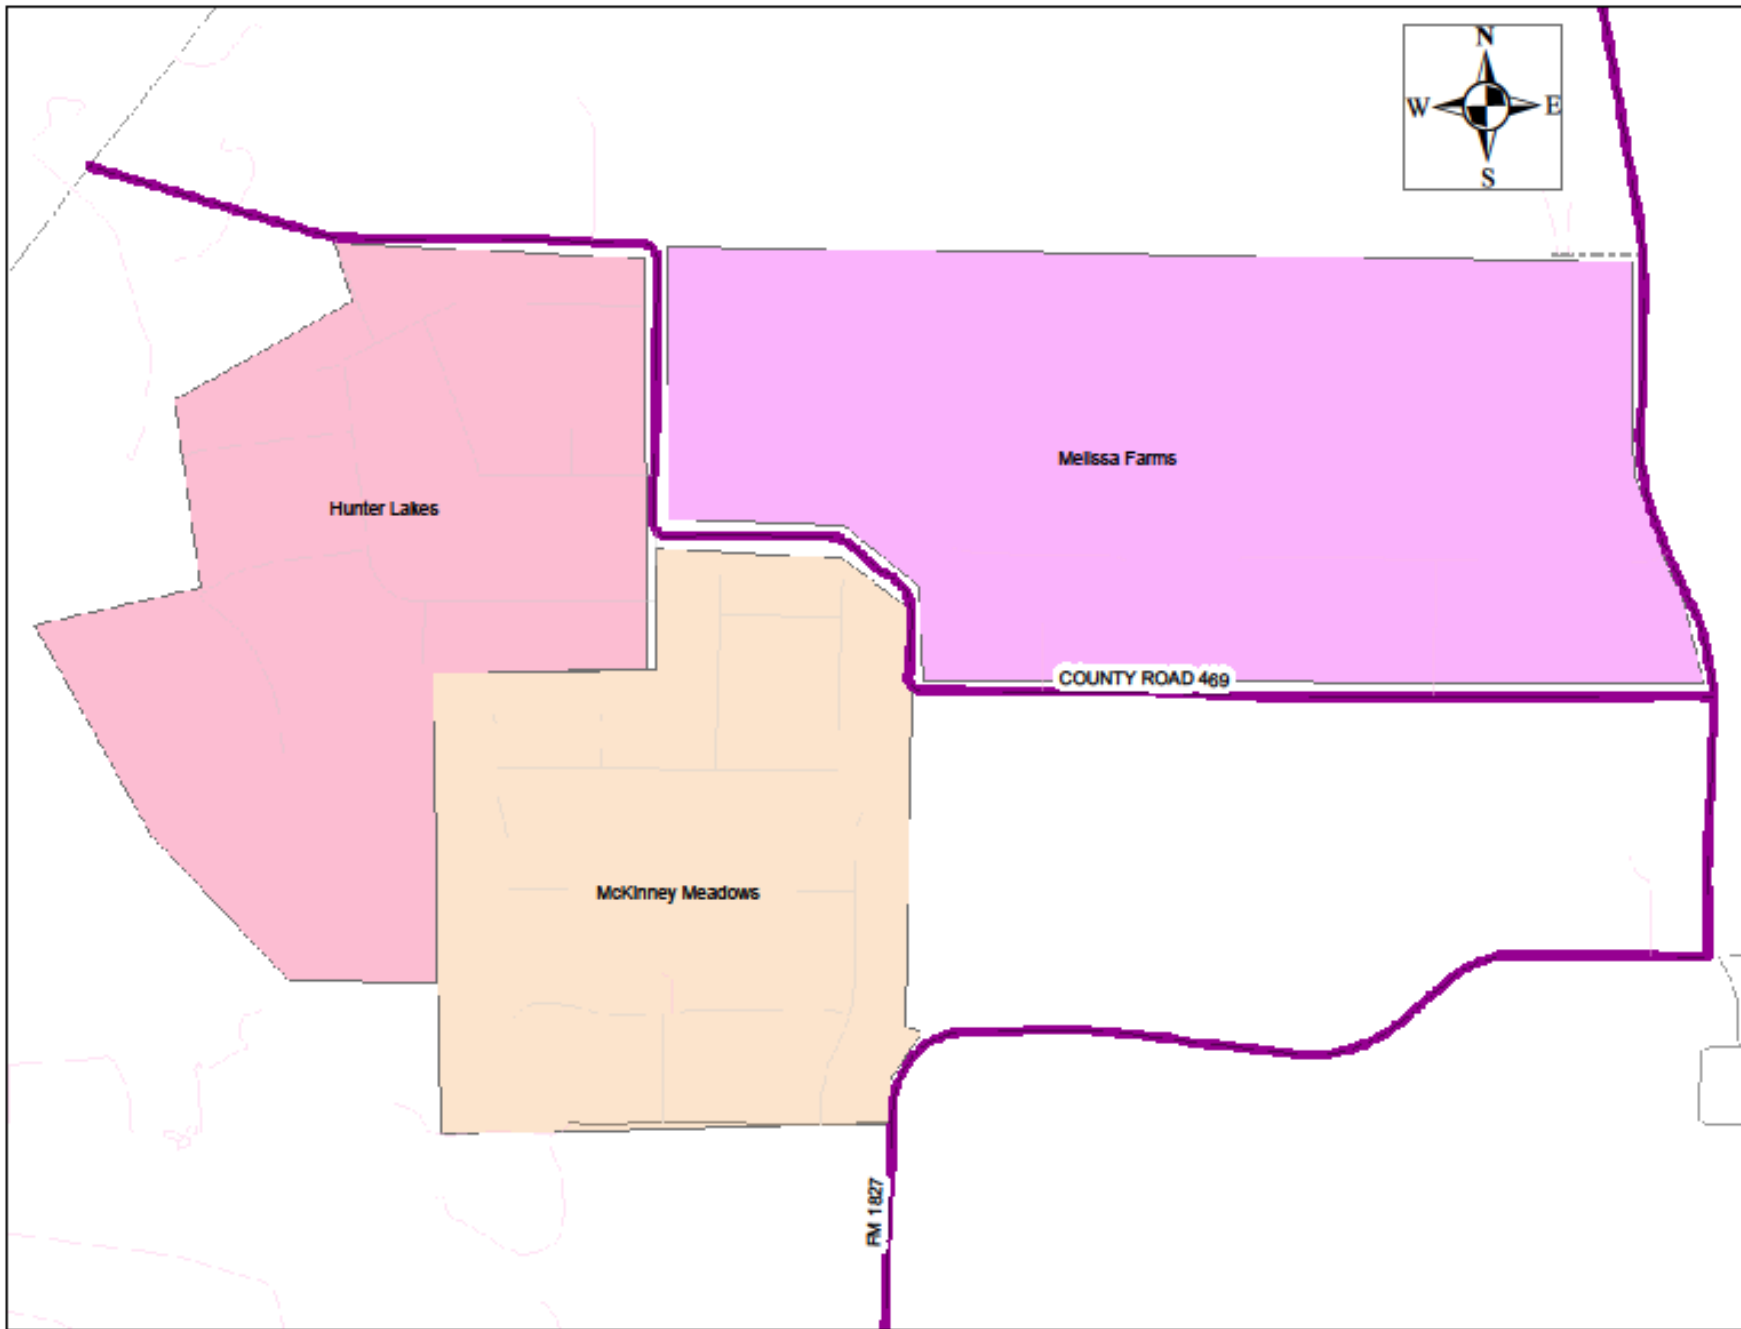 N
W E
S
Melissa Farms
Hunter Lakes
COUNTY ROAD 469
McKinney Meadows
FM 1827